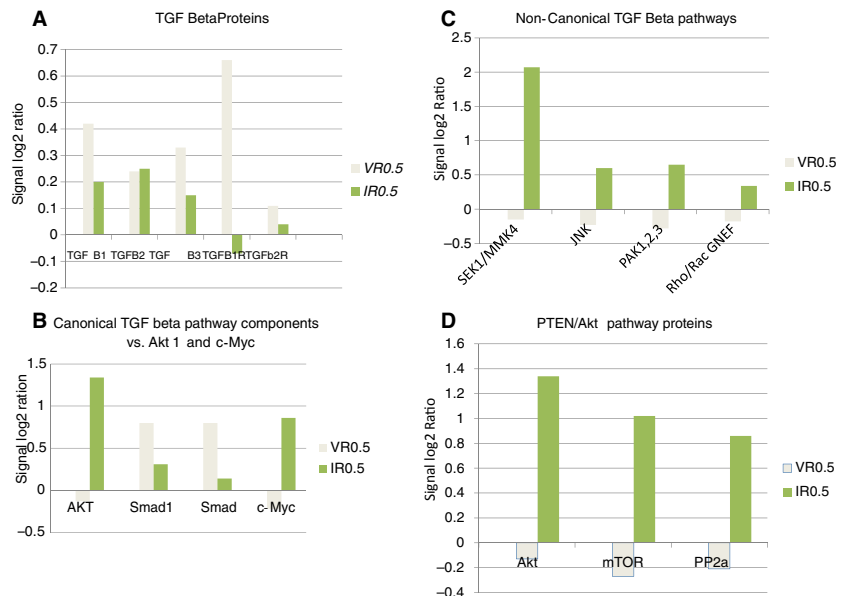 A
TGF BetaProteins
Signal log2 ratio
0.7
0.6
0.5
0.4
0.3
0.2
0.1
0
−0.1
−0.2
TGF B1 TGFB2 TGF B3 TGFB1R TGFb2R
VR0.5
IR0.5
B
Canonical TGF beta pathway components
vs. Akt 1 and c-Myc
Signal log2 ration
1.5
1
0.5
0
−0.5
AKT Smad1 Smad c-Myc
VR0.5
IR0.5
C
Non-Canonical TGF Beta pathways
Signal log2 Ratio
2.5
2
1.5
1
0.5
0
−0.5
SEK1/MMK4
JNK
PAK1,2,3
Rho/Rac GNEF
VR0.5
IR0.5
D
PTEN/Akt pathway proteins
Signal log2 Ratio
1.6
1.4
1.2
1
0.8
0.6
0.4
0.2
0
−0.2
−0.4
Akt mTOR PP2a
VR0.5
IR0.5